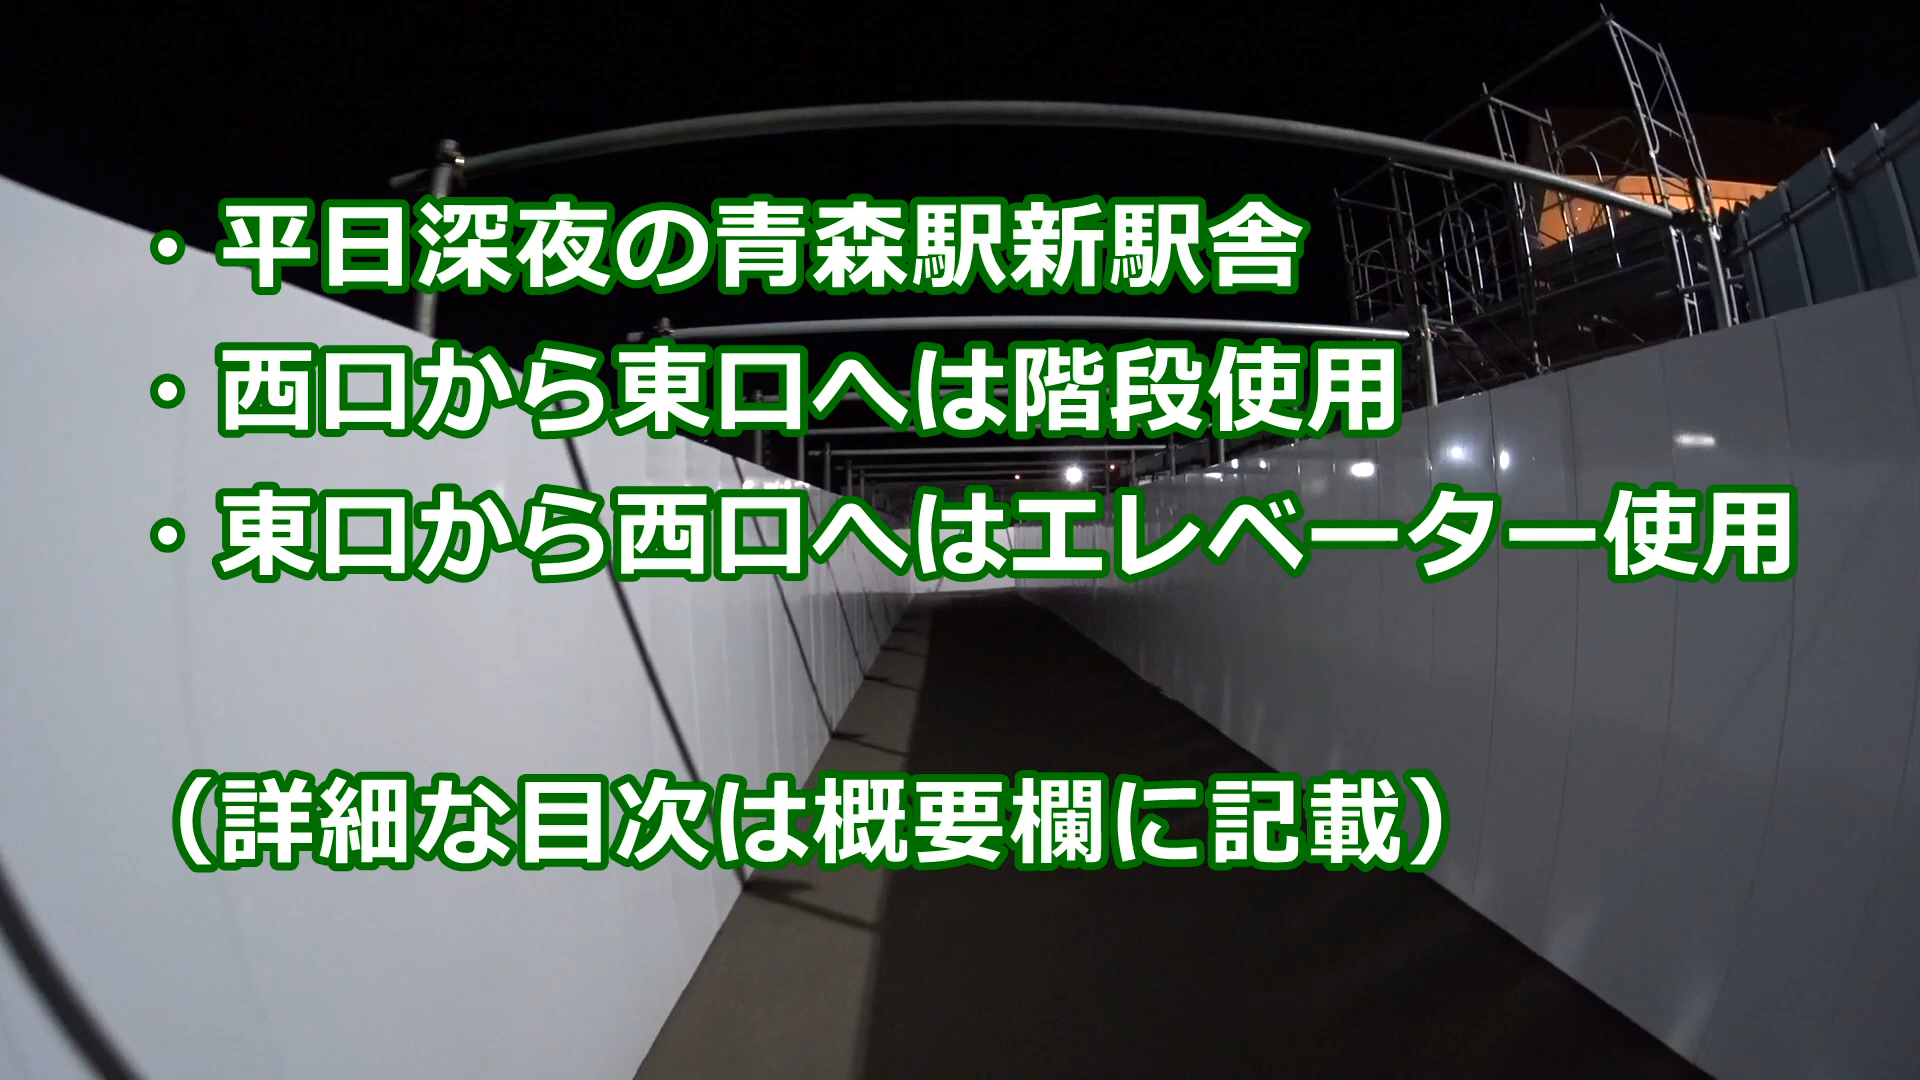 ・平日深夜の青森駅新駅舎
・西口から東口へは階段使用
・東口から西口へはエレベーター使用
（詳細な目次は概要欄に記載）